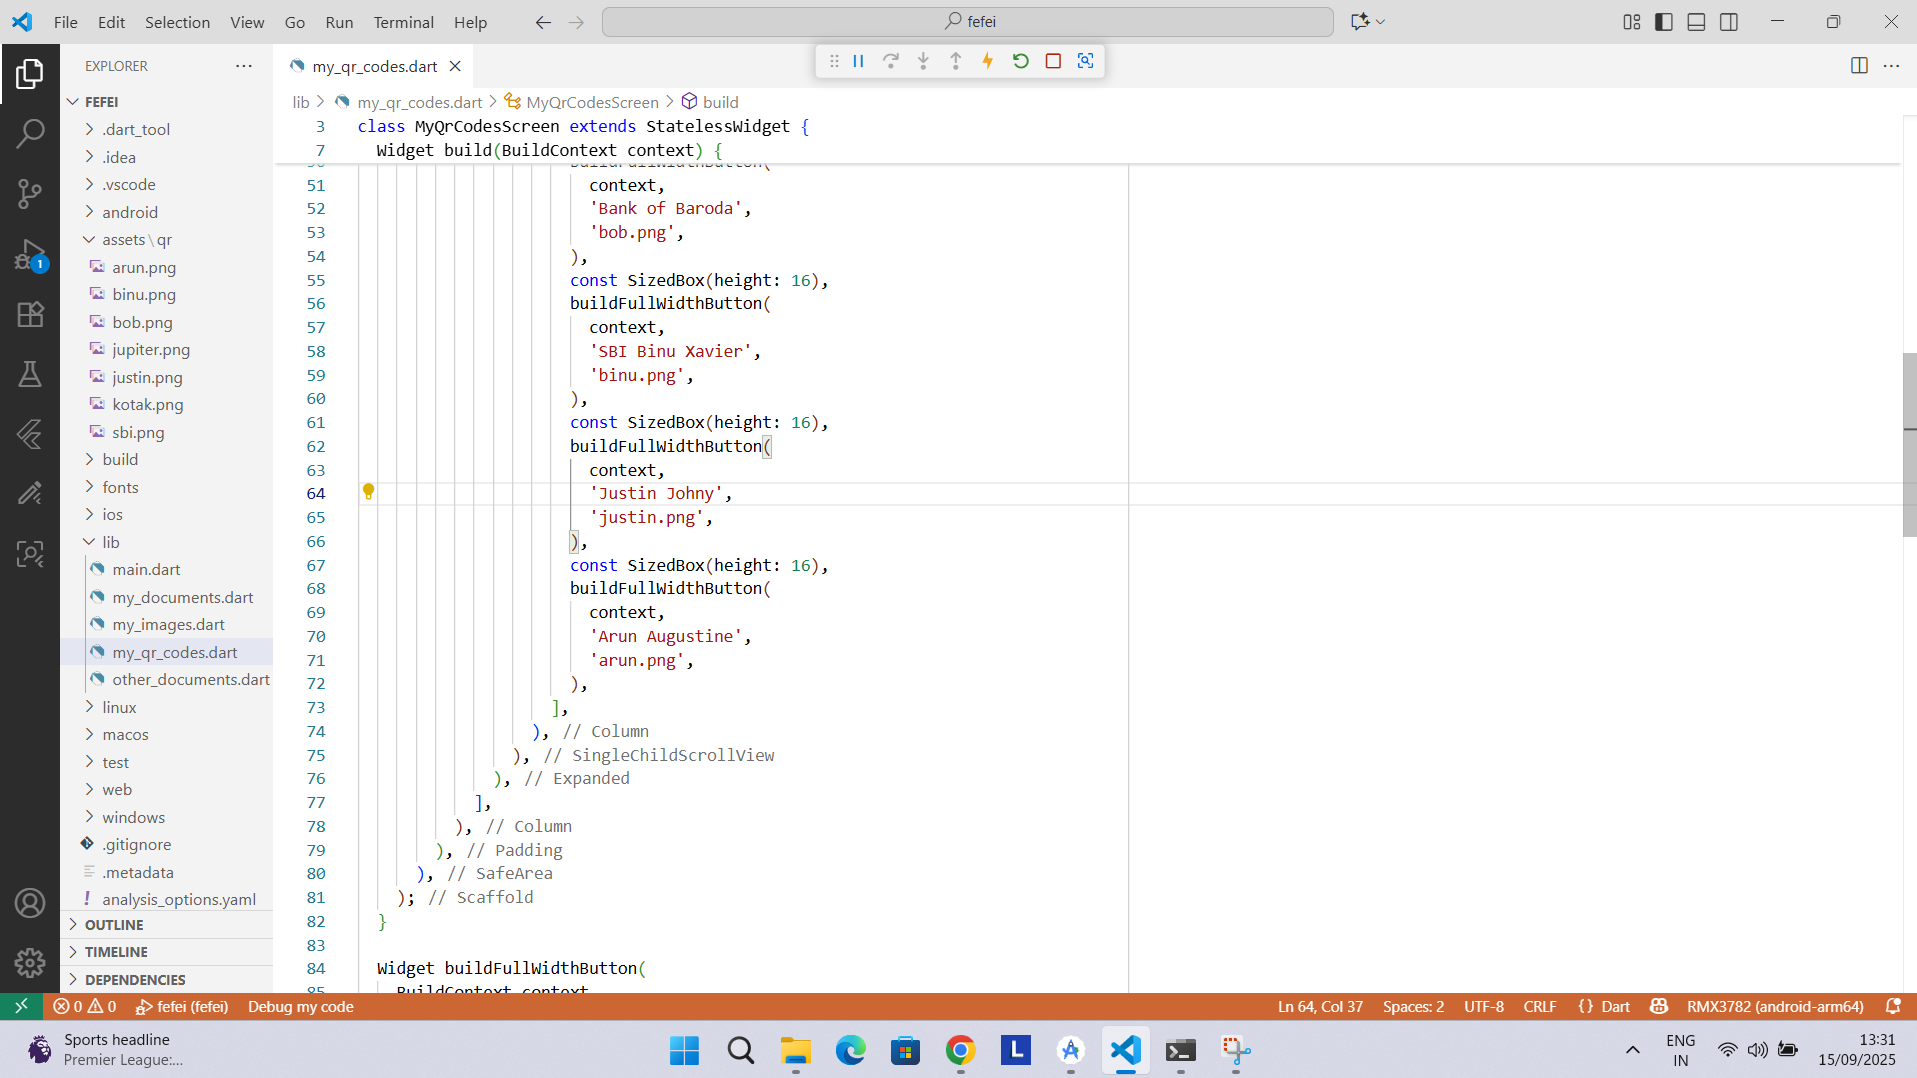 File Edit Selection View Go Run Terminal Help
fefei
EXPLORER
my_qr_codes.dart
FEFEI
.dart_tool
.idea
.vscode
android
assets\qr
arun.png
binu.png
bob.png
jupiter.png
justin.png
kotak.png
sbi.png
build
fonts
ios
lib
main.dart
my_documents.dart
my_images.dart
my_qr_codes.dart
other_documents.dart
linux
macos
test
web
windows
.gitignore
.metadata
analysis_options.yaml
OUTLINE
TIMELINE
DEPENDENCIES
lib > my_qr_codes.dart > MyQrCodesScreen > build
3 class MyQrCodesScreen extends StatelessWidget {
7 Widget build(BuildContext context) {
50 buildFullWidthButton(
51 context,
52 'Bank of Baroda',
53 'bob.png',
54 ),
55 const SizedBox(height: 16),
56 buildFullWidthButton(
57 context,
58 'SBI Binu Xavier',
59 'binu.png',
60 ),
61 const SizedBox(height: 16),
62 buildFullWidthButton(
63 context,
64 'Justin Johny',
65 'justin.png',
66 ),
67 const SizedBox(height: 16),
68 buildFullWidthButton(
69 context,
70 'Arun Augustine',
71 'arun.png',
72 ),
73 ],
74 ), // Column
75 ), // SingleChildScrollView
76 ), // Expanded
77 ],
78 ), // Column
79 ), // Padding
80 ), // SafeArea
81 ); // Scaffold
82 }
83
84 Widget buildFullWidthButton(
85 BuildContext context
1
0 0 fefei (fefei) Debug my code
Ln 64, Col 37 Spaces: 2 UTF-8 CRLF {} Dart RMX3782 (android-arm64)
Sports headline
Premier League:...
L
ENG
IN
13:31
15/09/2025